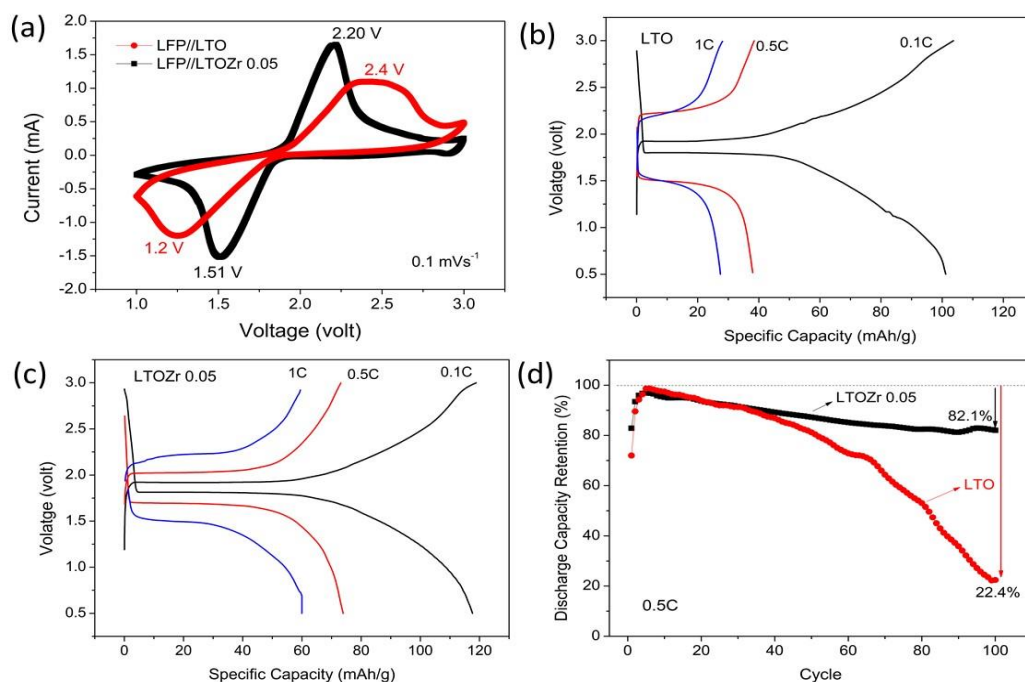 (a)
LFP//LTO
LFP//LTOZr 0.05
2.20 V
2.4 V
1.2 V
1.51 V
0.1 mVs⁻¹
2.0
1.5
1.0
0.5
0.0
-0.5
-1.0
-1.5
-2.0
Current (mA)
1.0 1.5 2.0 2.5 3.0
Voltage (volt)
(b)
LTO
1C
0.5C
0.1C
3.0
2.5
2.0
1.5
1.0
0.5
Volatge (volt)
0 20 40 60 80 100 120
Specific Capacity (mAh/g)
(c)
LTOZr 0.05
1C
0.5C
0.1C
3.0
2.5
2.0
1.5
1.0
0.5
Volatge (volt)
0 20 40 60 80 100 120
Specific Capacity (mAh/g)
(d)
LTOZr 0.05
82.1%
LTO
22.4%
0.5C
100
80
60
40
20
0
Discharge Capacity Retention (%)
0 20 40 60 80 100
Cycle